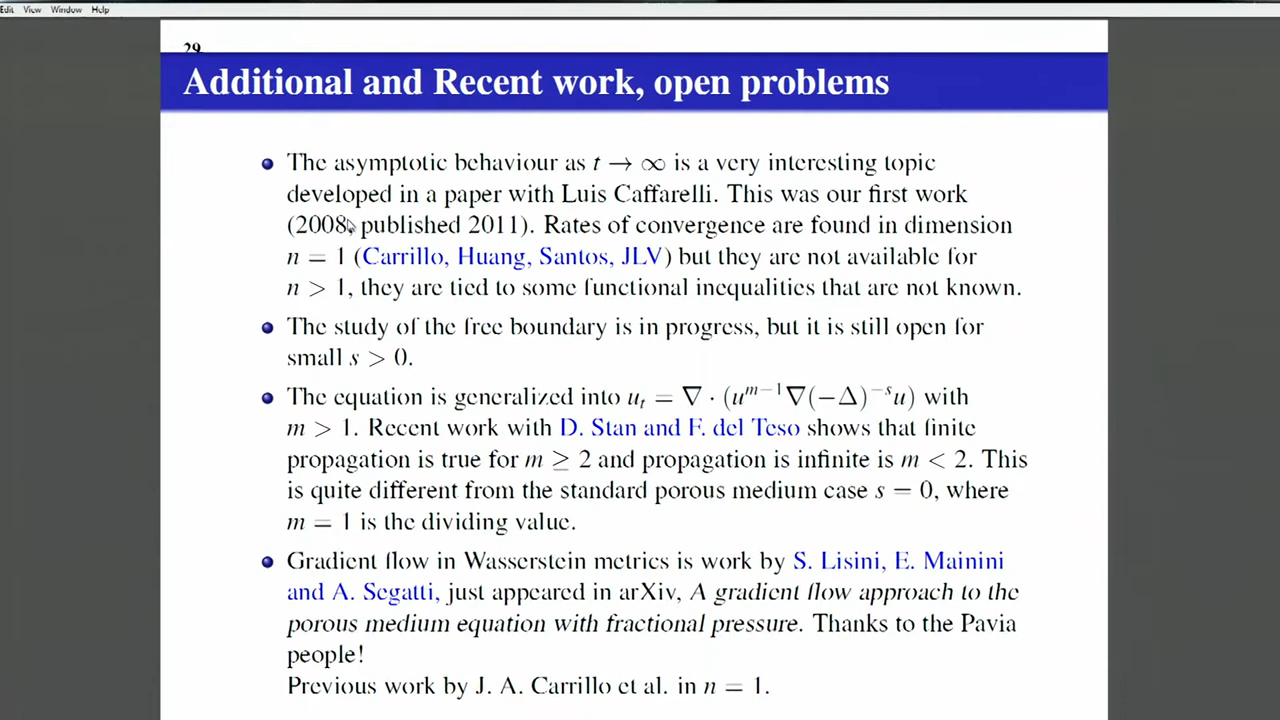 Edit View Window Help
29
Additional and Recent work, open problems
The asymptotic behaviour as t → ∞ is a very interesting topic
developed in a paper with Luis Caffarelli. This was our first work
(2008, published 2011). Rates of convergence are found in dimension
n = 1 (Carrillo, Huang, Santos, JLV) but they are not available for
n > 1, they are tied to some functional inequalities that are not known.
The study of the free boundary is in progress, but it is still open for
small s > 0.
The equation is generalized into u_t = ∇ · (u^{m−1}∇(−Δ)^{−s}u) with
m > 1. Recent work with D. Stan and F. del Teso shows that finite
propagation is true for m ≥ 2 and propagation is infinite is m < 2. This
is quite different from the standard porous medium case s = 0, where
m = 1 is the dividing value.
Gradient flow in Wasserstein metrics is work by S. Lisini, E. Mainini
and A. Segatti, just appeared in arXiv, A gradient flow approach to the
porous medium equation with fractional pressure. Thanks to the Pavia
people!
Previous work by J. A. Carrillo et al. in n = 1.